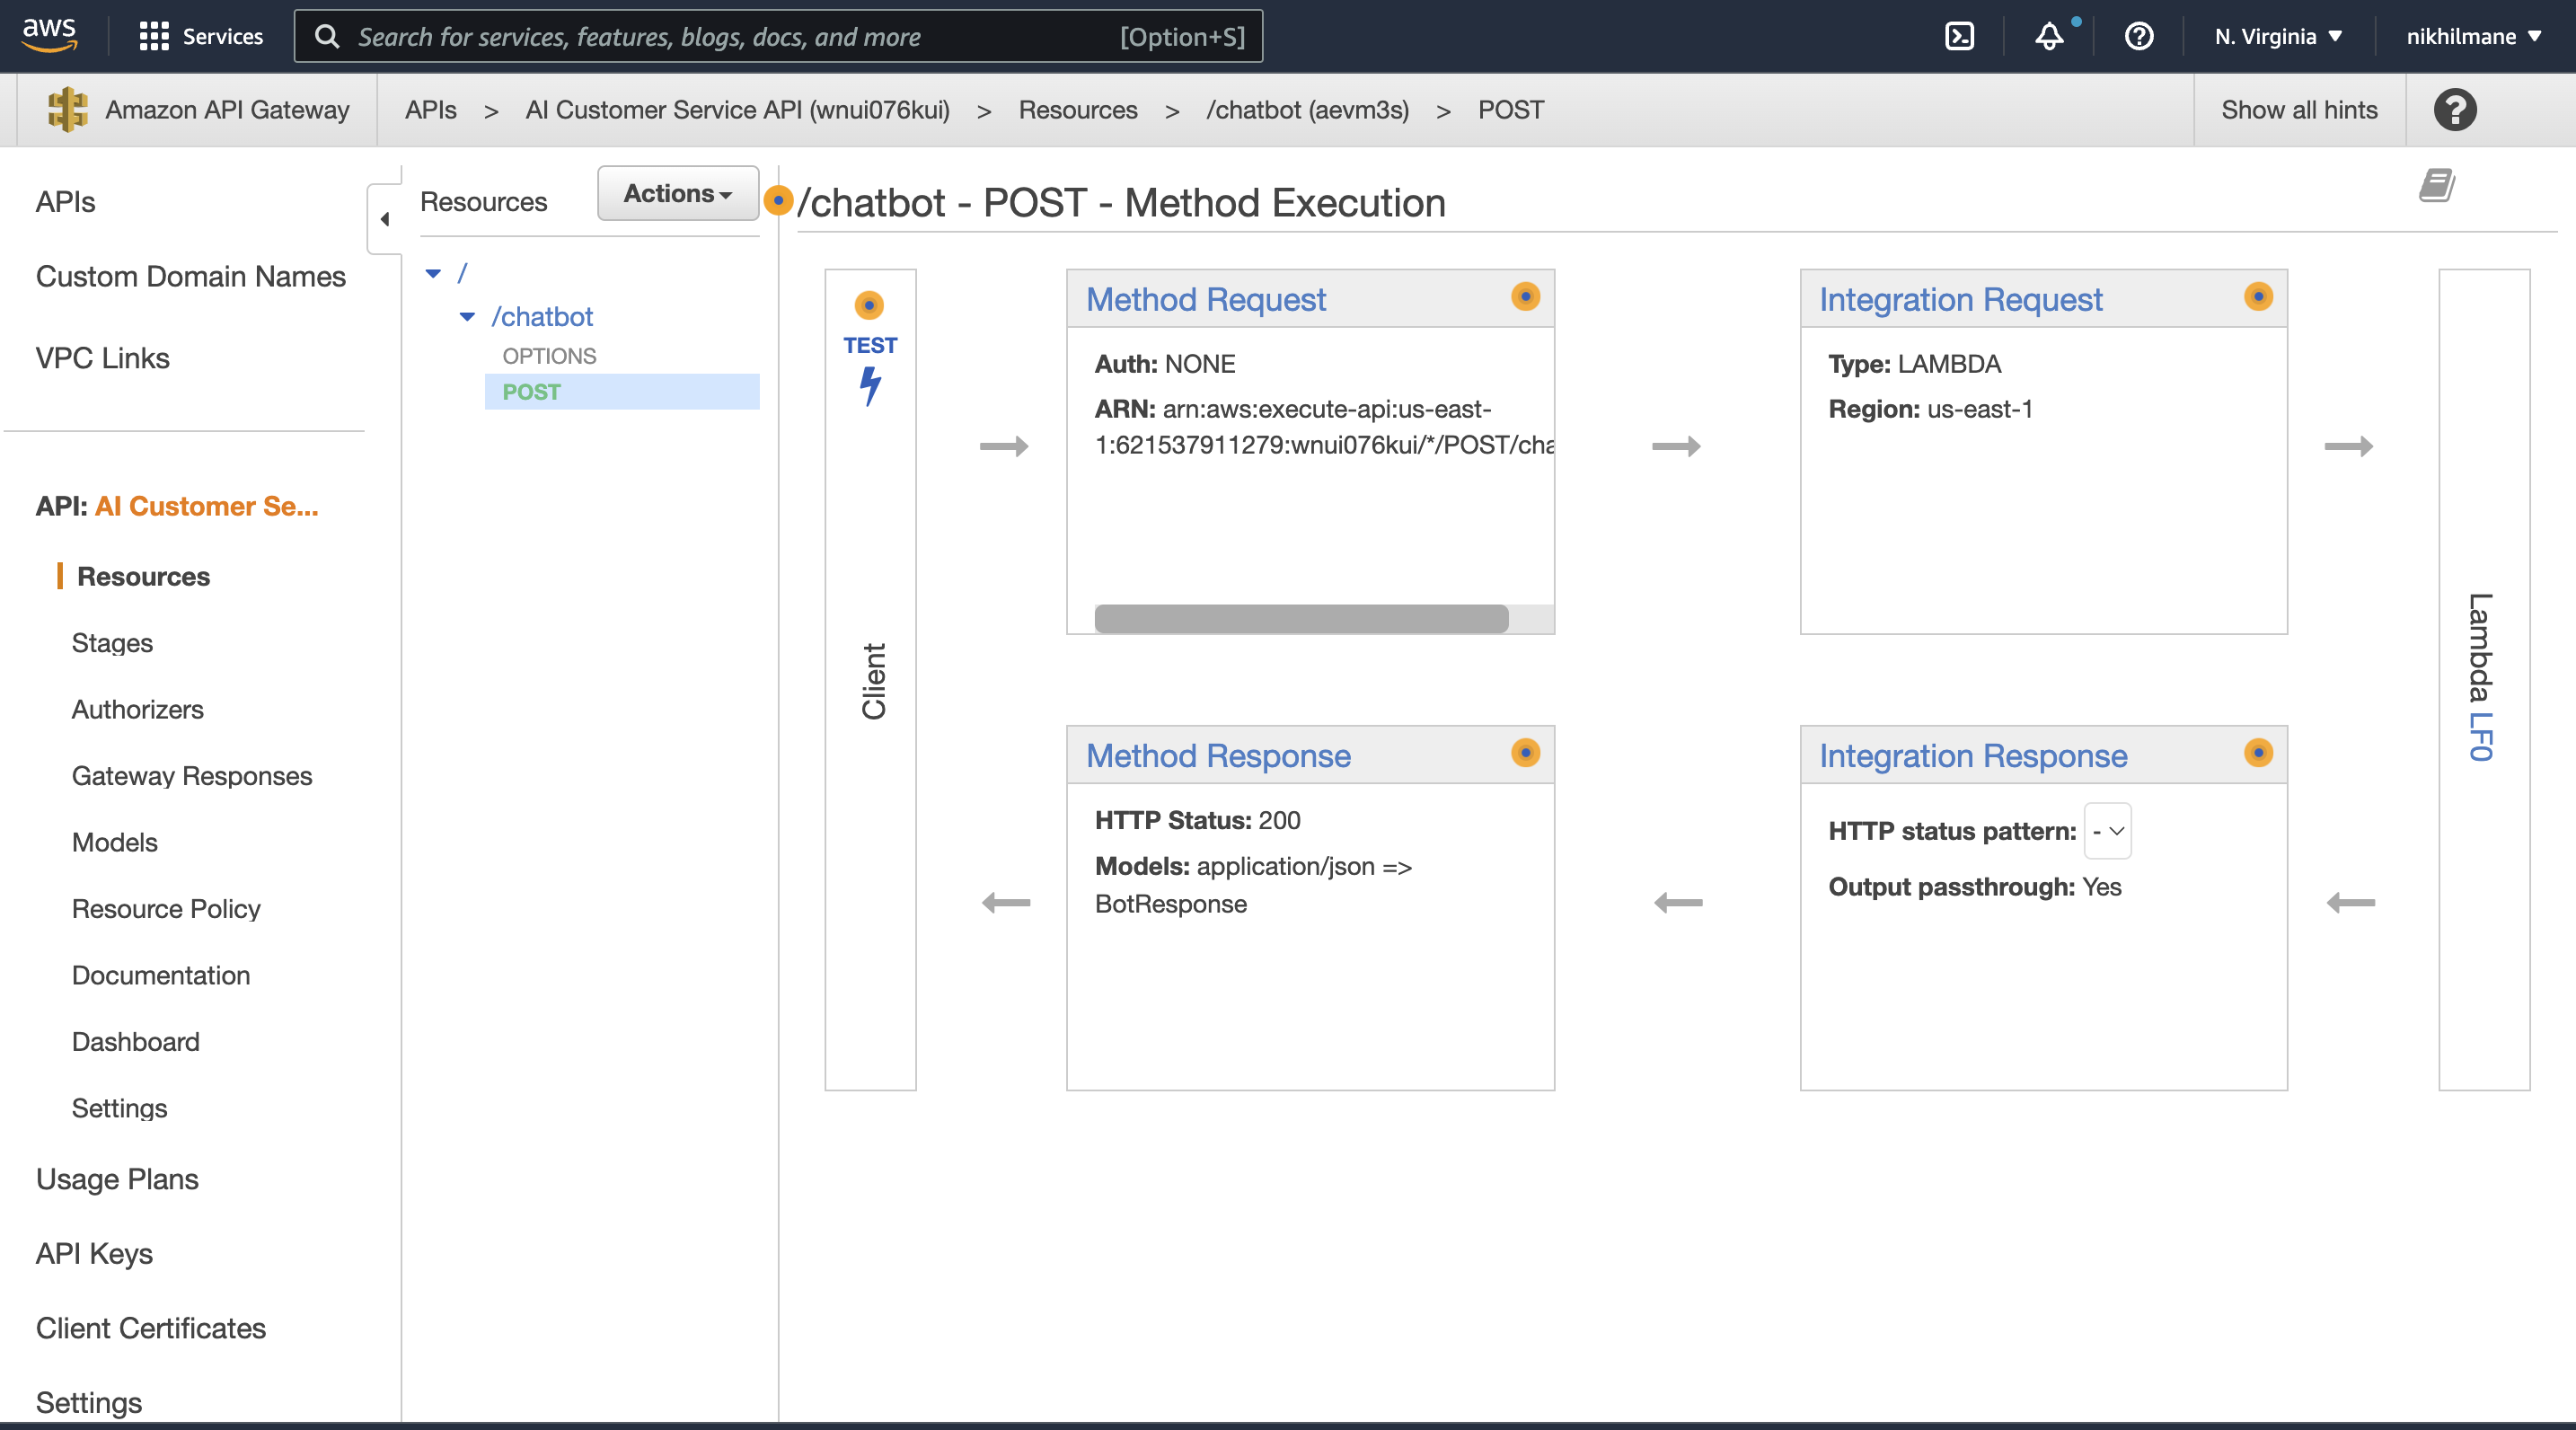 aws
Services
Search for services, features, blogs, docs, and more
[Option+S]
N. Virginia
nikhilmane
Amazon API Gateway
APIs > AI Customer Service API (wnui076kui) > Resources > /chatbot (aevm3s) > POST
Show all hints
APIs
Custom Domain Names
VPC Links
API: AI Customer Se...
Resources
Stages
Authorizers
Gateway Responses
Models
Resource Policy
Documentation
Dashboard
Settings
Usage Plans
API Keys
Client Certificates
Settings
Resources
Actions
/
/chatbot
OPTIONS
POST
/chatbot - POST - Method Execution
TEST
Client
Method Request
Auth: NONE
ARN: arn:aws:execute-api:us-east-
1:621537911279:wnui076kui/*/POST/cha
Integration Request
Type: LAMBDA
Region: us-east-1
Lambda LF0
Method Response
HTTP Status: 200
Models: application/json =>
BotResponse
Integration Response
HTTP status pattern: -
Output passthrough: Yes